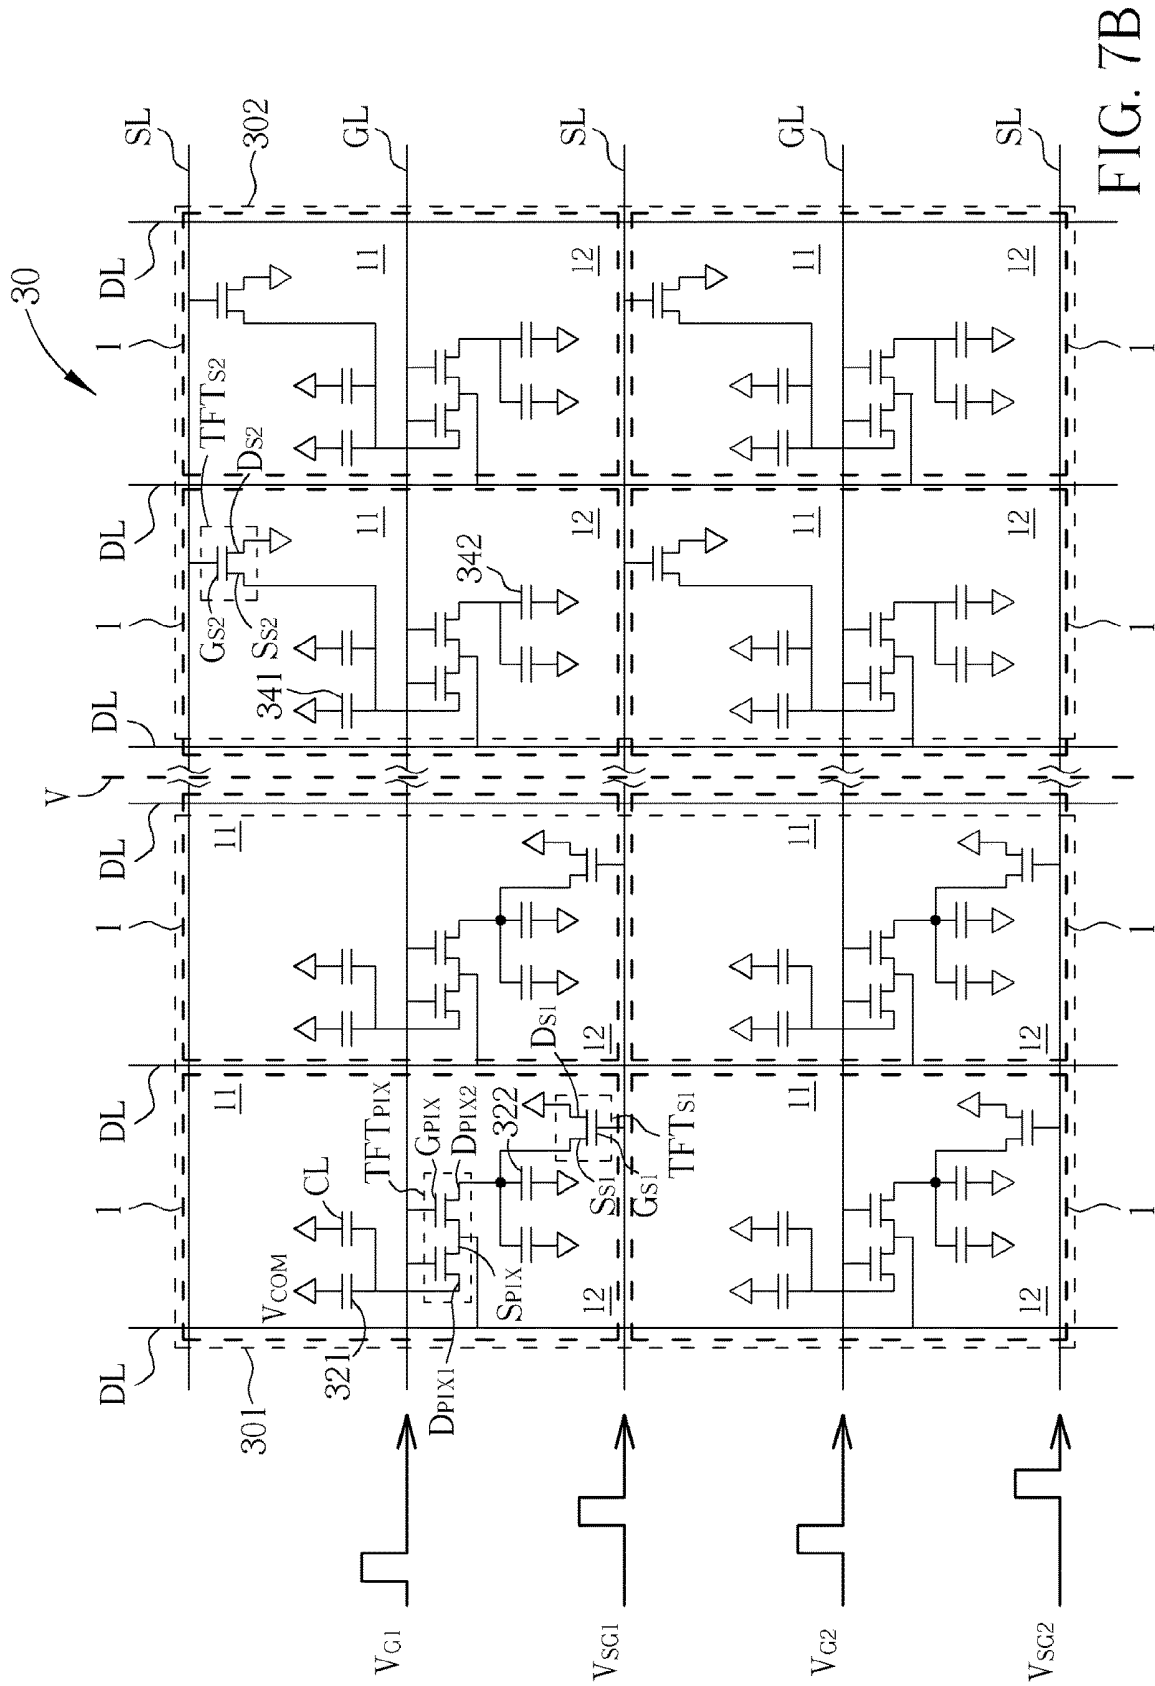 FIG. 7B
30
V
DL
DL
DL
DL
DL
DL
1
1
1
1
301
302
SL
GL
SL
GL
SL
11
11
11
11
12
12
12
12
11
11
11
11
12
12
12
12
1
1
1
1
VCOM
CL
321
TFTPIX
GPIX
DPIX2
DPIX1
SPIX
322
DS1
SS1
GS1
TFTS1
341
342
GS2
SS2
TFTS2
DS2
VG1
VSG1
VG2
VSG2